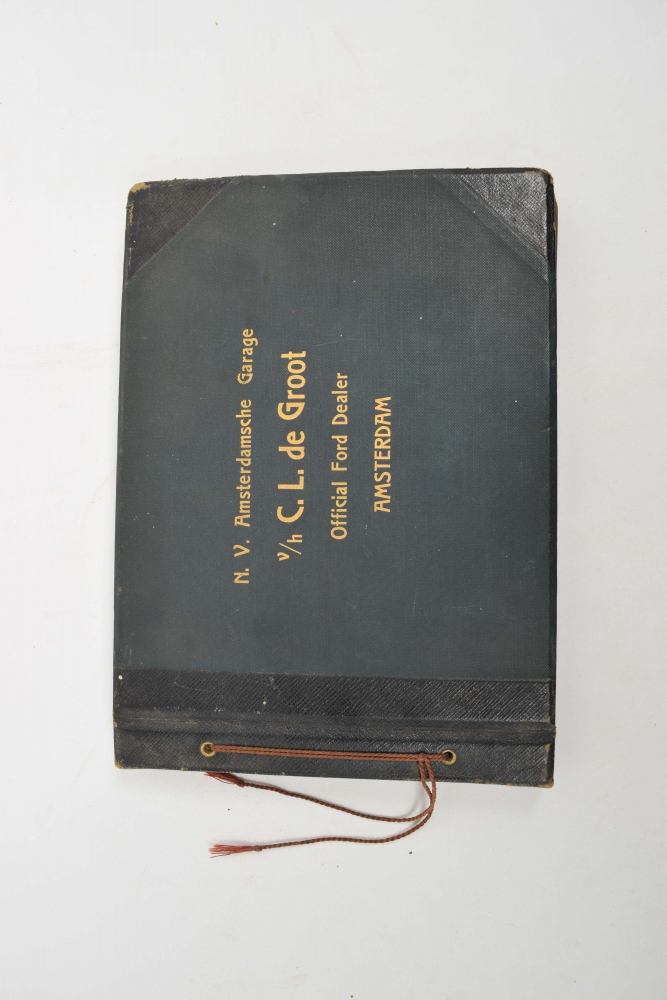 N. V. Amsterdamsche Garage
v/h C. L. de Groot
Official Ford Dealer
AMSTERDAM